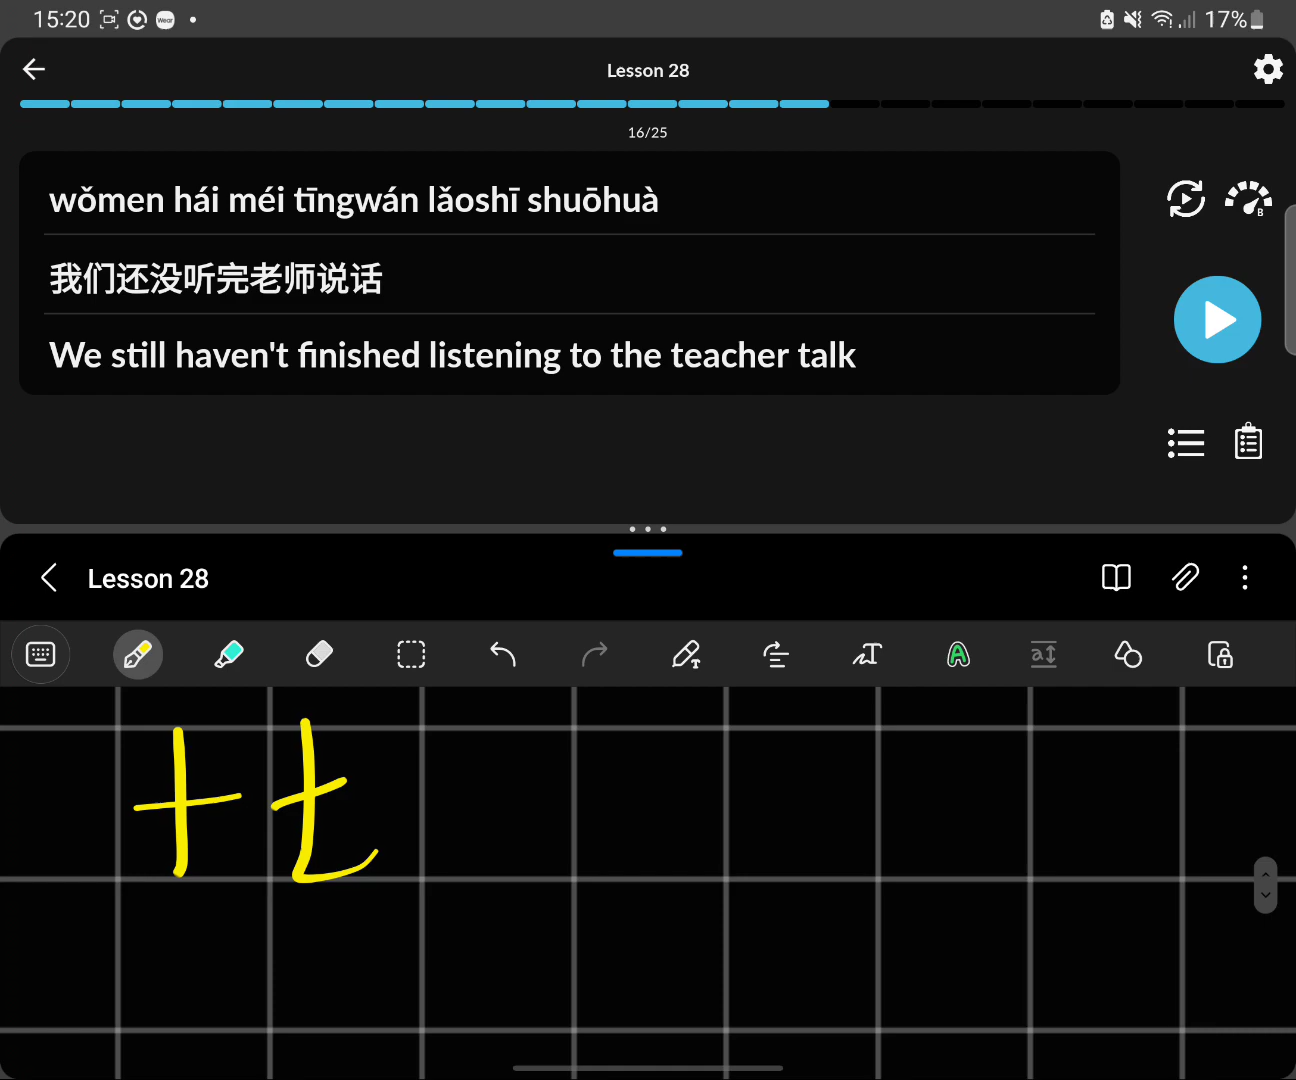 15:20 Wear 17%
Lesson 28
16/25
wǒmen hái méi tīngwán lǎoshī shuōhuà
我们还没听完老师说话
We still haven't finished listening to the teacher talk
B
Lesson 28
T T A a
十七